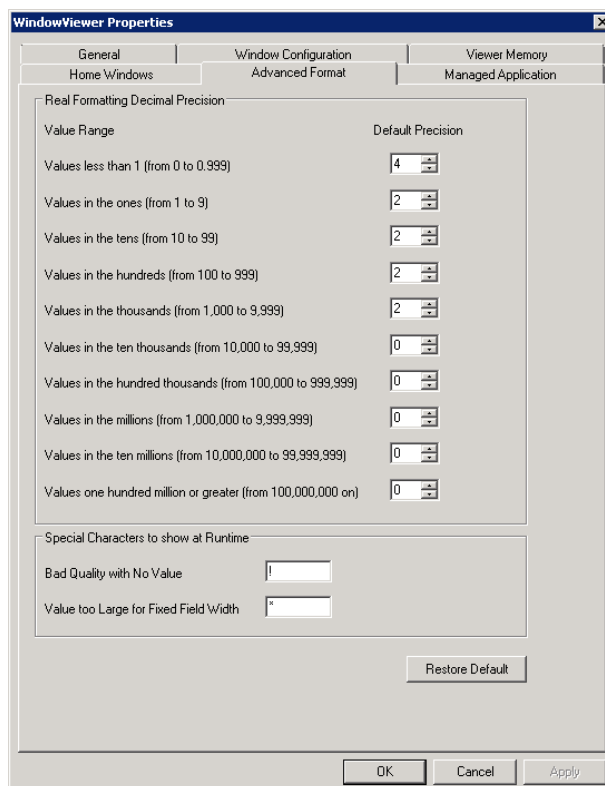 WindowViewer Properties
General Window Configuration Viewer Memory
Home Windows Advanced Format Managed Application
Real Formatting Decimal Precision
Value Range Default Precision
Values less than 1 (from 0 to 0.999) 4
Values in the ones (from 1 to 9) 2
Values in the tens (from 10 to 99) 2
Values in the hundreds (from 100 to 999) 2
Values in the thousands (from 1,000 to 9,999) 2
Values in the ten thousands (from 10,000 to 99,999) 0
Values in the hundred thousands (from 100,000 to 999,999) 0
Values in the millions (from 1,000,000 to 9,999,999) 0
Values in the ten millions (from 10,000,000 to 99,999,999) 0
Values one hundred million or greater (from 100,000,000 on) 0
Special Characters to show at Runtime
Bad Quality with No Value !
Value too Large for Fixed Field Width *
Restore Default
OK Cancel Apply